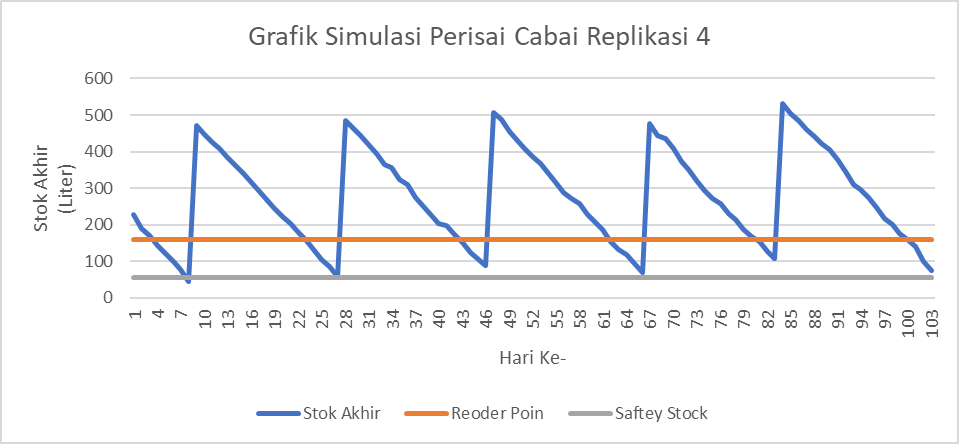 Grafik Simulasi Perisai Cabai Replikasi 4
600
500
400
300
200
100
0
Stok Akhir
(Liter)
1 4 7 10 13 16 19 22 25 28 31 34 37 40 43 46 49 52 55 58 61 64 67 70 73 76 79 82 85 88 91 94 97 100 103
Hari Ke-
Stok Akhir Reoder Poin Saftey Stock